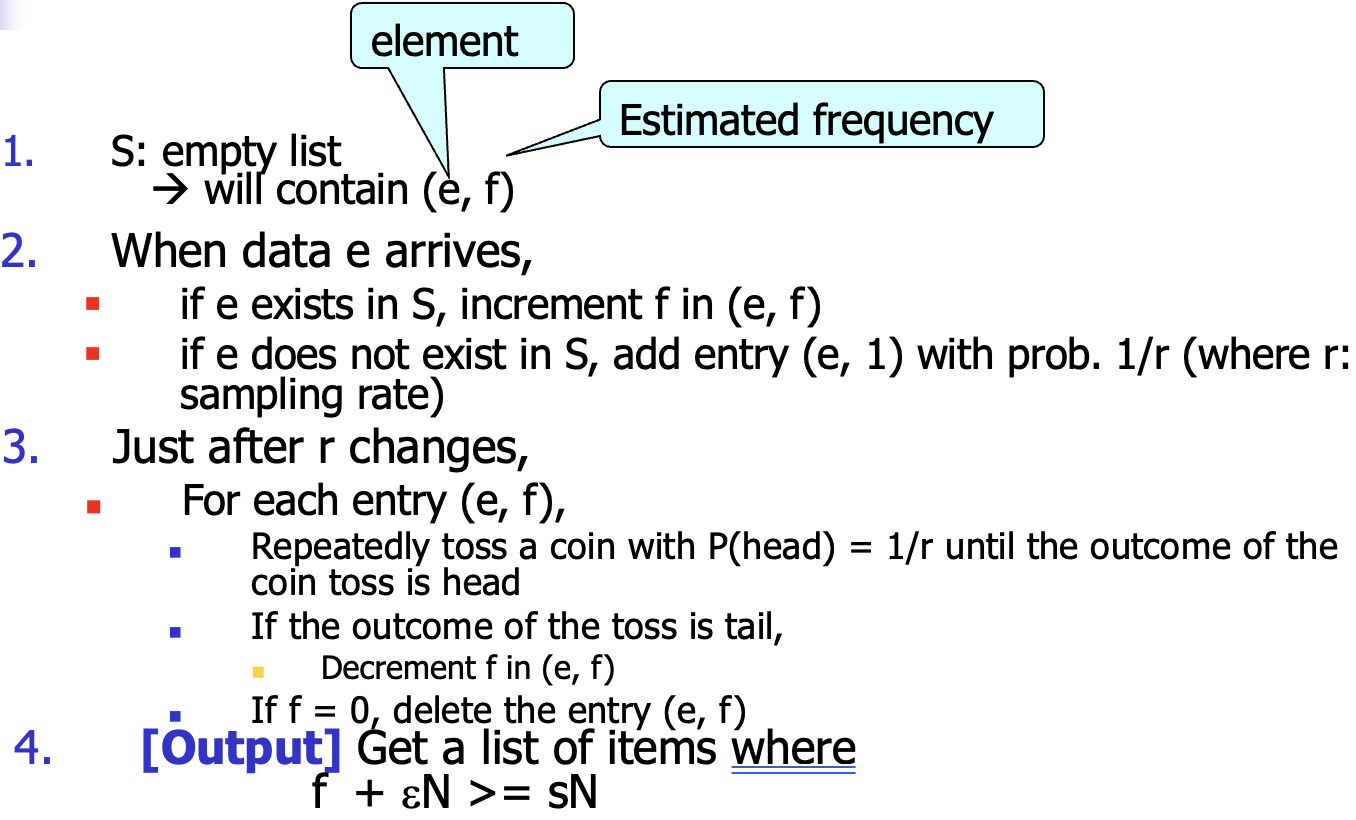 element
Estimated frequency
1. S: empty list
→ will contain (e, f)
2. When data e arrives,
▪ if e exists in S, increment f in (e, f)
▪ if e does not exist in S, add entry (e, 1) with prob. 1/r (where r:
sampling rate)
3. Just after r changes,
▪ For each entry (e, f),
▪ Repeatedly toss a coin with P(head) = 1/r until the outcome of the
coin toss is head
▪ If the outcome of the toss is tail,
▪ Decrement f in (e, f)
▪ If f = 0, delete the entry (e, f)
4. [Output] Get a list of items where
f + εN >= sN